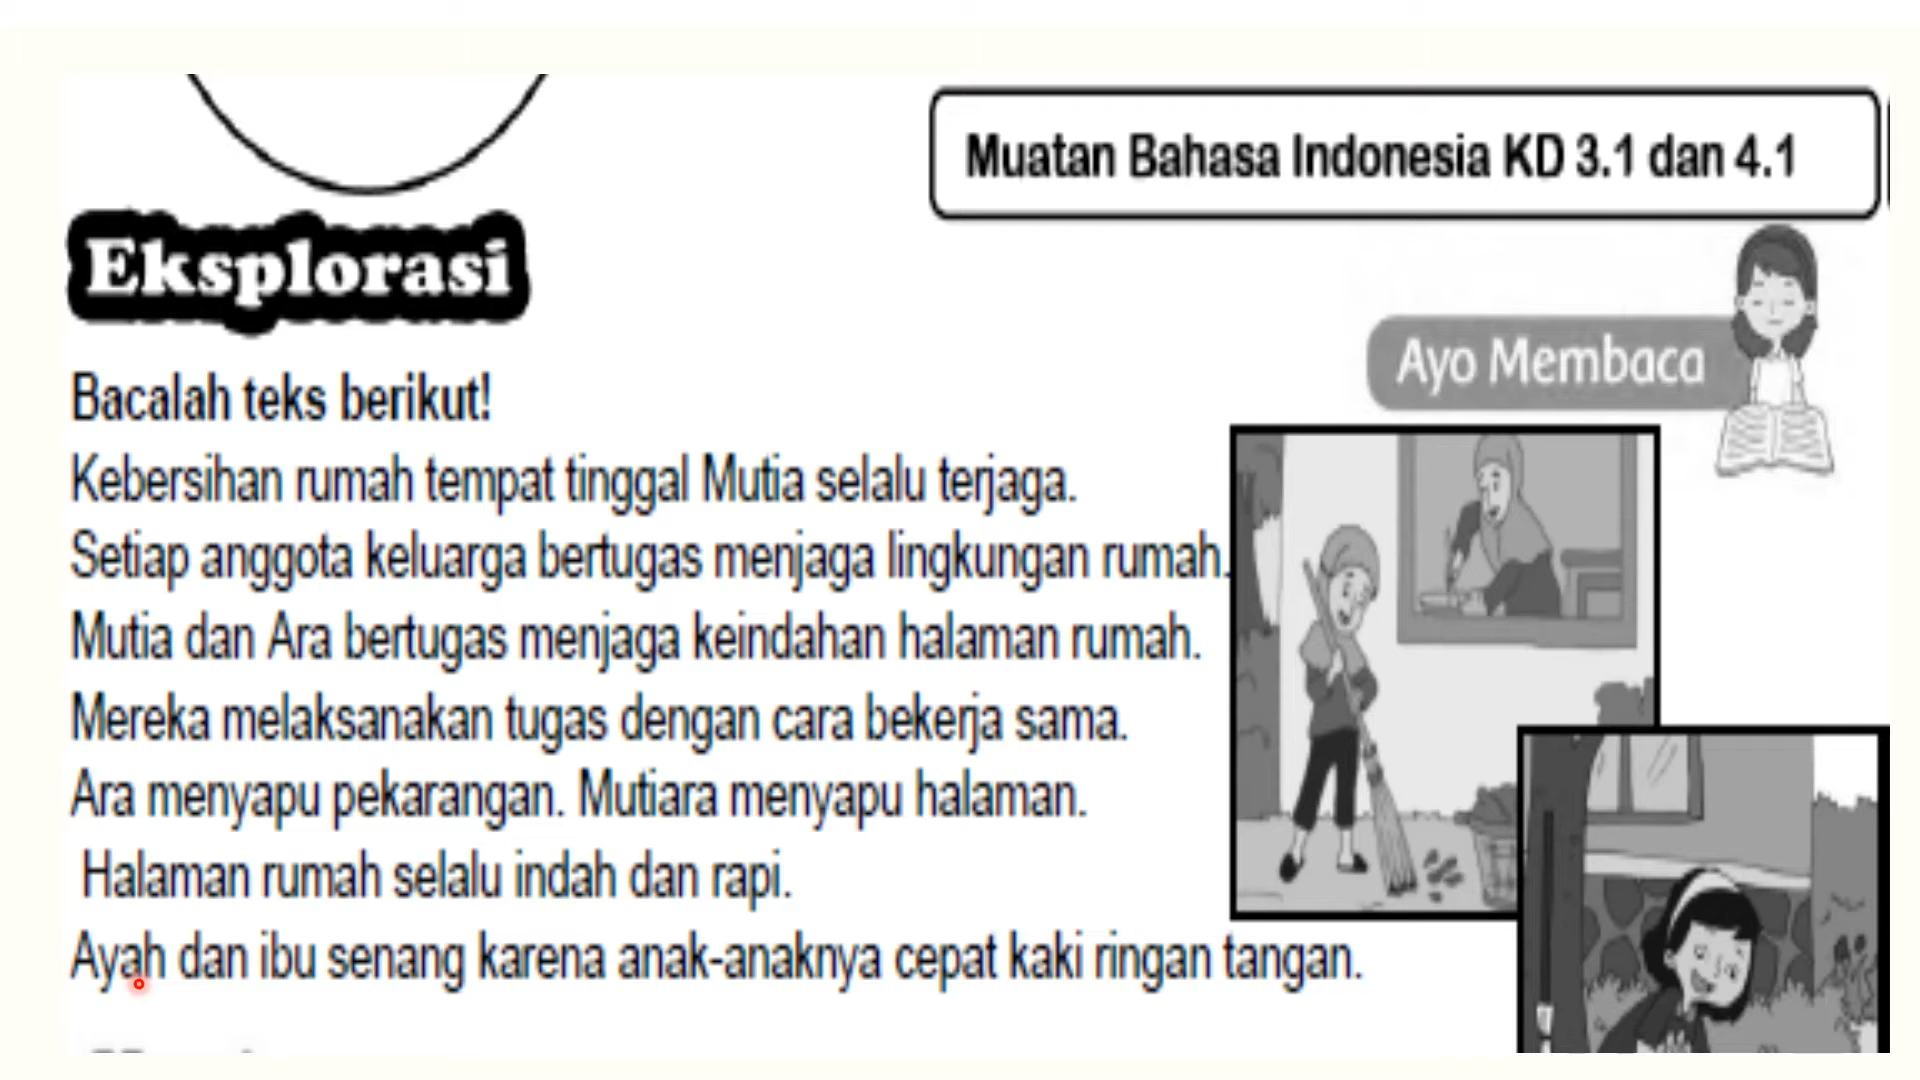 Muatan Bahasa Indonesia KD 3.1 dan 4.1
Eksplorasi
Ayo Membaca
Bacalah teks berikut!
Kebersihan rumah tempat tinggal Mutia selalu terjaga.
Setiap anggota keluarga bertugas menjaga lingkungan rumah.
Mutia dan Ara bertugas menjaga keindahan halaman rumah.
Mereka melaksanakan tugas dengan cara bekerja sama.
Ara menyapu pekarangan. Mutiara menyapu halaman.
Halaman rumah selalu indah dan rapi.
Ayah dan ibu senang karena anak-anaknya cepat kaki ringan tangan.